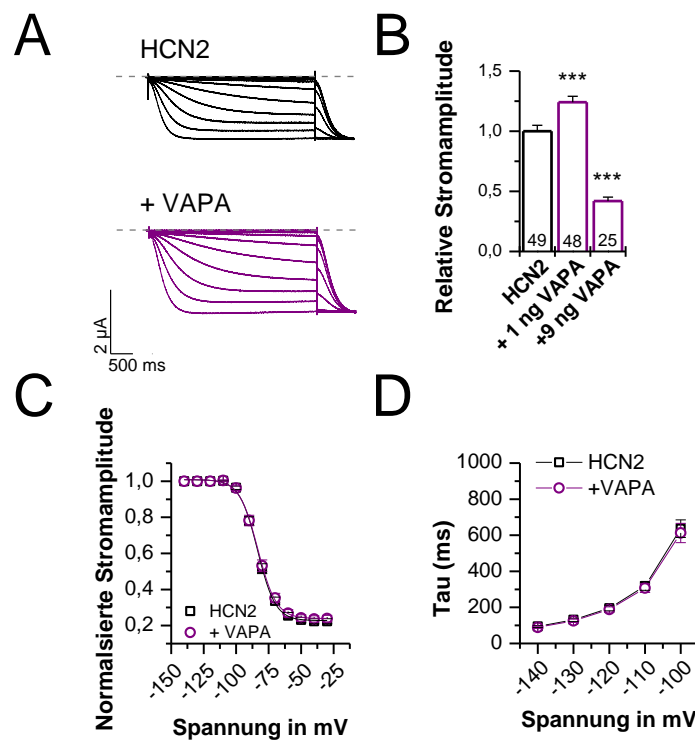 A
HCN2
+ VAPA
2 µA
500 ms
B
Relative Stromamplitude
1,5
1,0
0,5
0,0
***
***
49
48
25
HCN2
+1 ng VAPA
+9 ng VAPA
C
Normalsierte Stromamplitude
1,0
0,8
0,6
0,4
0,2
HCN2
+ VAPA
-150
-125
-100
-75
-50
-25
Spannung in mV
D
Tau (ms)
1000
800
600
400
200
0
HCN2
+VAPA
-140
-130
-120
-110
-100
Spannung in mV